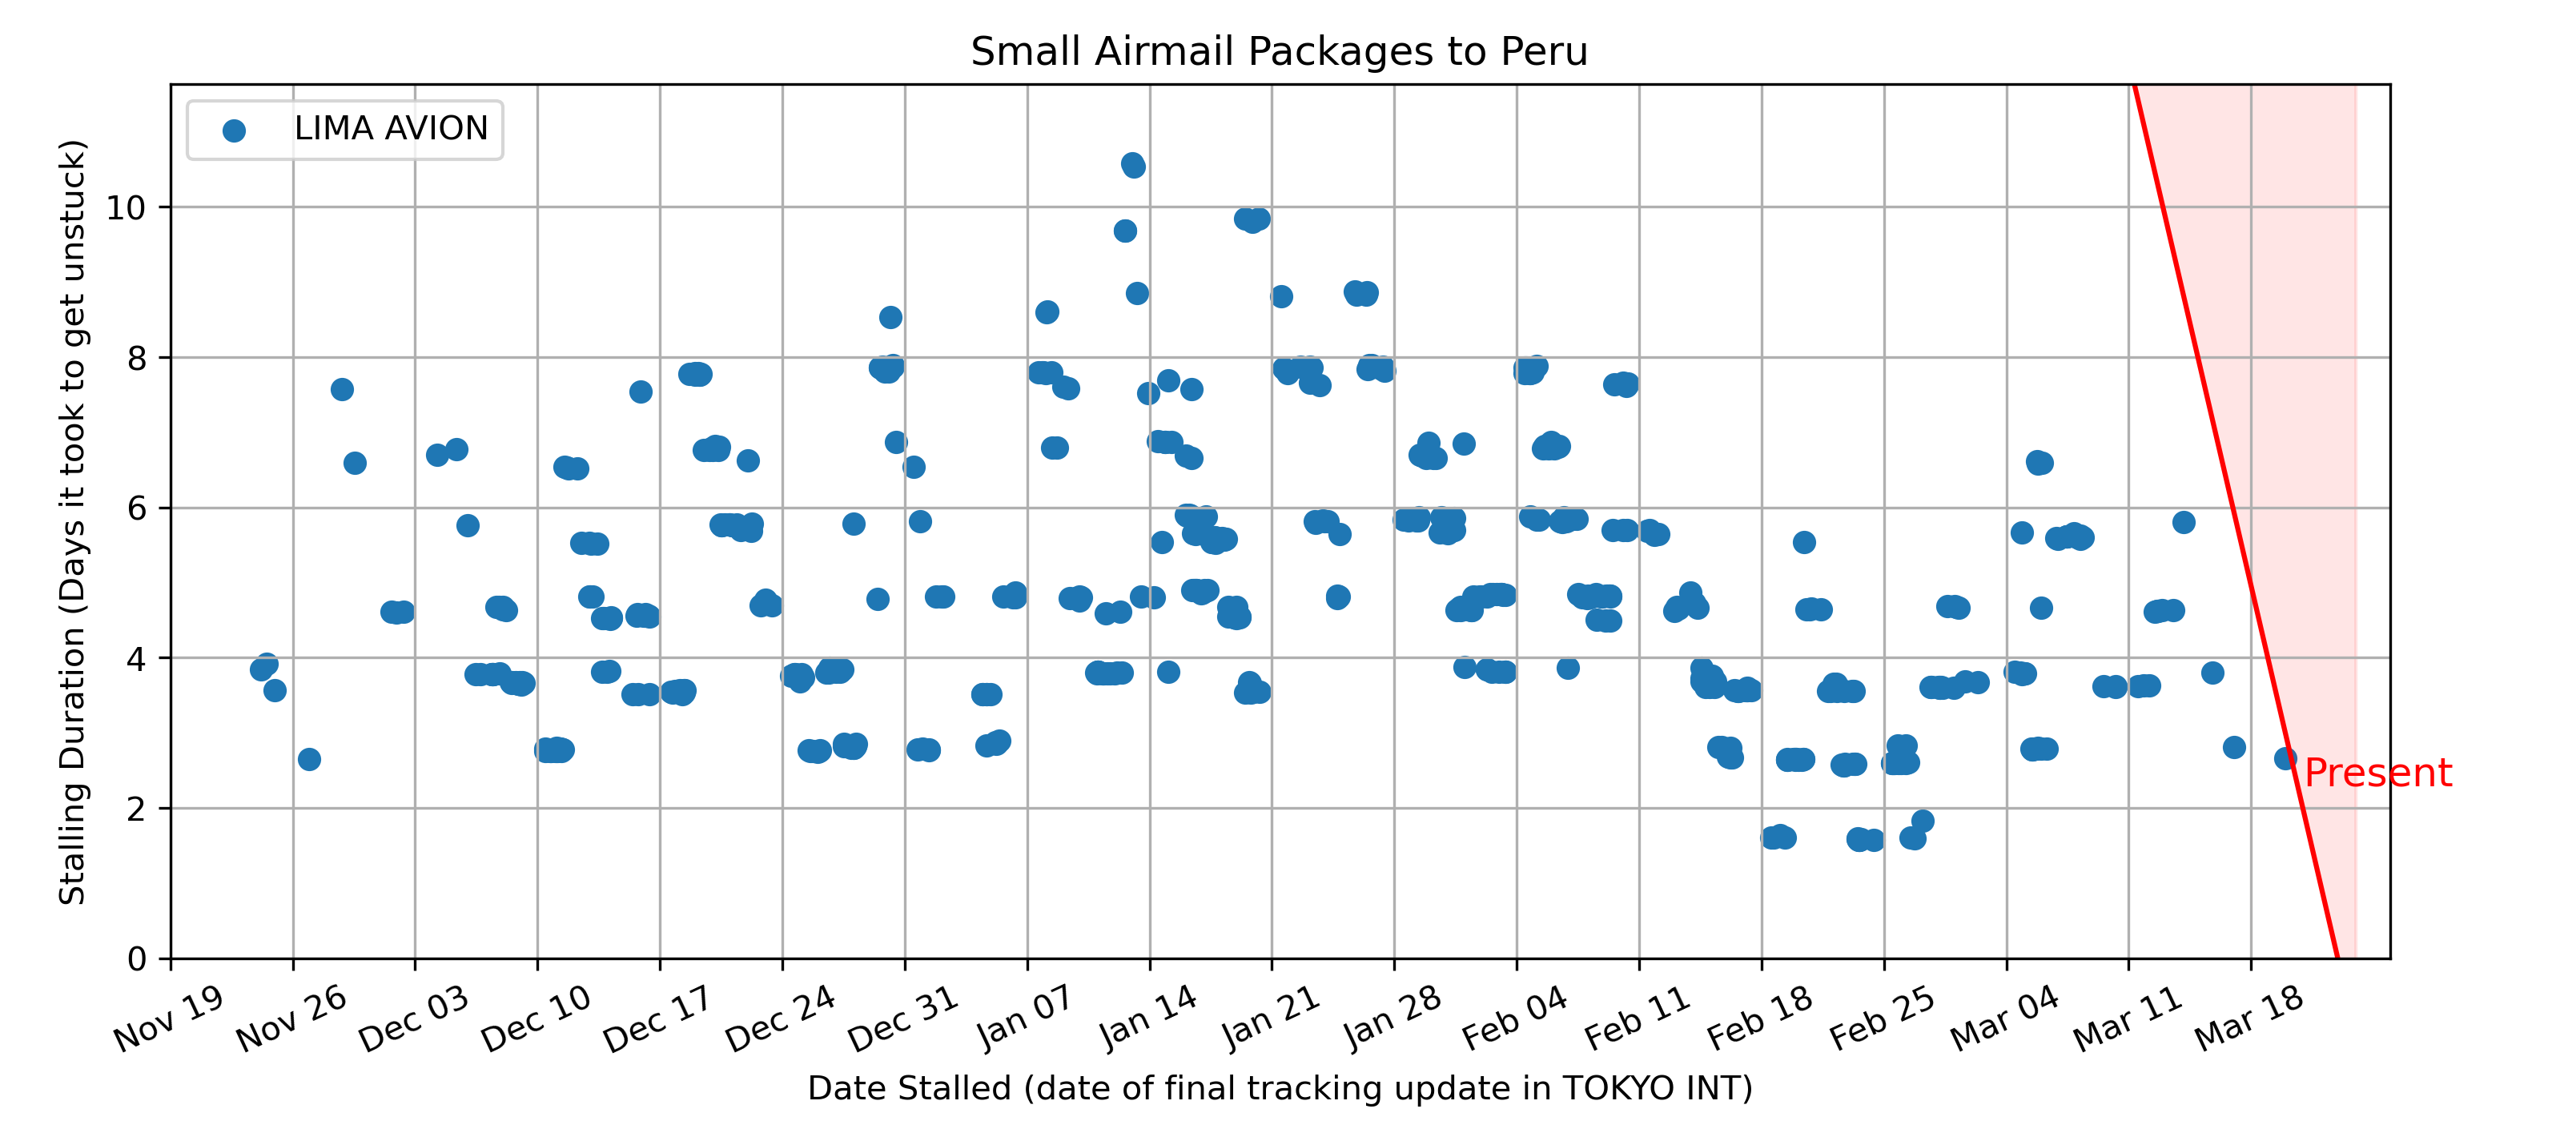 Small Airmail Packages to Peru
LIMA AVION
Stalling Duration (Days it took to get unstuck)
10
8
6
4
2
0
Present
Nov 19
Nov 26
Dec 03
Dec 10
Dec 17
Dec 24
Dec 31
Jan 07
Jan 14
Jan 21
Jan 28
Feb 04
Feb 11
Feb 18
Feb 25
Mar 04
Mar 11
Mar 18
Date Stalled (date of final tracking update in TOKYO INT)